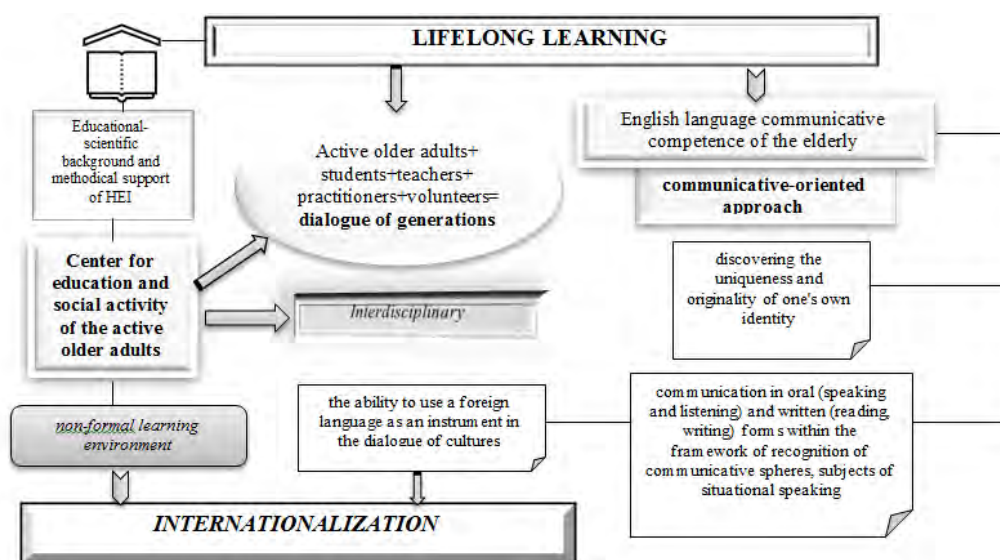 LIFELONG LEARNING
Educational-
scientific
background and
methodical support
of HEI
Active older adults+
students+teachers+
practitioners+volunteers=
dialogue of generations
English language communicative
competence of the elderly
communicative-oriented
approach
Center for
education and
social activity
of the active
older adults
Interdisciplinary
discovering the
uniqueness and
originality of one's own
identity
non-formal learning
environment
the ability to use a foreign
language as an instrument in
the dialogue of cultures
communication in oral (speaking
and listening) and written (reading,
writing) forms within the
framework of recognition of
communicative spheres, subjects of
situational speaking
INTERNATIONALIZATION